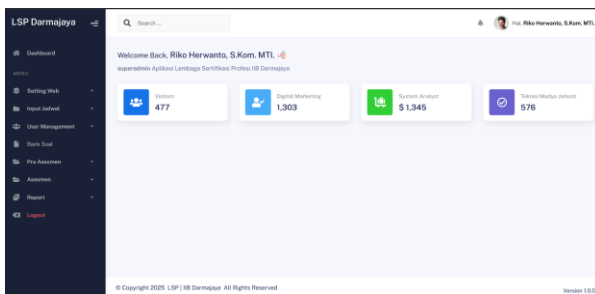 LSP Darmajaya
Search...
Hai, Riko Herwanto, S.Kom. MTI.
Dashboard
MENU
Setting Web
Input Jadwal
User Management
Bank Soal
Pra Asesmen
Asesmen
Report
Logout
Welcome Back, Riko Herwanto, S.Kom. MTI.
superadmin Aplikasi Lembaga Sertifikasi Profesi IIB Darmajaya
Visitors
477
Digital Marketing
1,303
System Analyst
$ 1,345
Teknisi Madya Jarkom
576
© Copyright 2025 LSP | IIB Darmajaya All Rights Reserved
Version 1.0.0